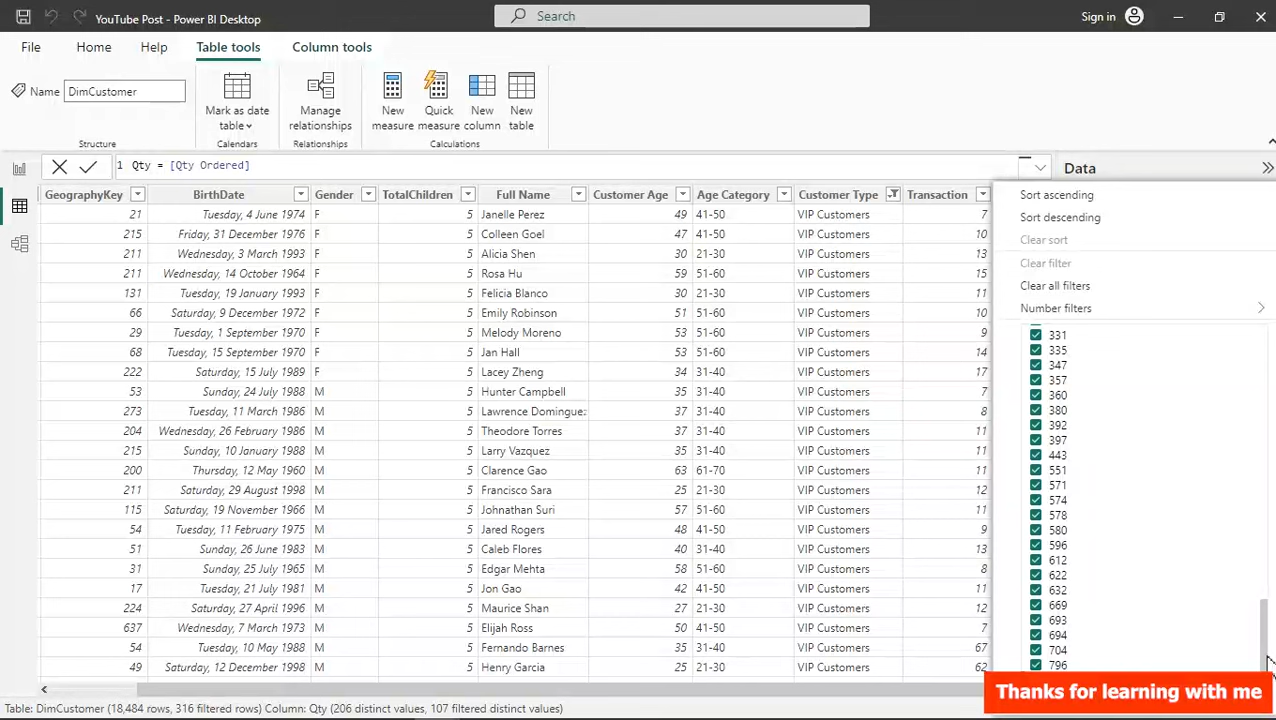 YouTube Post - Power BI Desktop
Search
Sign in
File Home Help Table tools Column tools
Name DimCustomer
Mark as date table
Manage relationships
New measure
Quick measure
New column
New table
Structure Calendars Relationships Calculations
1 Qty = [Qty Ordered]
Data
GeographyKey BirthDate Gender TotalChildren Full Name Customer Age Age Category Customer Type Transaction
21 Tuesday, 4 June 1974 F 5 Janelle Perez 49 41-50 VIP Customers 7
215 Friday, 31 December 1976 F 5 Colleen Goel 47 41-50 VIP Customers 10
211 Wednesday, 3 March 1993 F 5 Alicia Shen 30 21-30 VIP Customers 13
211 Wednesday, 14 October 1964 F 5 Rosa Hu 59 51-60 VIP Customers 15
131 Tuesday, 19 January 1993 F 5 Felicia Blanco 30 21-30 VIP Customers 11
66 Saturday, 9 December 1972 F 5 Emily Robinson 51 51-60 VIP Customers 10
29 Tuesday, 1 September 1970 F 5 Melody Moreno 53 51-60 VIP Customers 9
68 Tuesday, 15 September 1970 F 5 Jan Hall 53 51-60 VIP Customers 14
222 Saturday, 15 July 1989 F 5 Lacey Zheng 34 31-40 VIP Customers 17
53 Sunday, 24 July 1988 M 5 Hunter Campbell 35 31-40 VIP Customers 7
273 Tuesday, 11 March 1986 M 5 Lawrence Domingue: 37 31-40 VIP Customers 8
204 Wednesday, 26 February 1986 M 5 Theodore Torres 37 31-40 VIP Customers 11
215 Sunday, 10 January 1988 M 5 Larry Vazquez 35 31-40 VIP Customers 11
200 Thursday, 12 May 1960 M 5 Clarence Gao 63 61-70 VIP Customers 11
211 Saturday, 29 August 1998 M 5 Francisco Sara 25 21-30 VIP Customers 12
115 Saturday, 19 November 1966 M 5 Johnathan Suri 57 51-60 VIP Customers 11
54 Tuesday, 11 February 1975 M 5 Jared Rogers 48 41-50 VIP Customers 9
51 Sunday, 26 June 1983 M 5 Caleb Flores 40 31-40 VIP Customers 13
31 Sunday, 25 July 1965 M 5 Edgar Mehta 58 51-60 VIP Customers 8
17 Tuesday, 21 July 1981 M 5 Jon Gao 42 41-50 VIP Customers 11
224 Saturday, 27 April 1996 M 5 Maurice Shan 27 21-30 VIP Customers 12
637 Wednesday, 7 March 1973 M 5 Elijah Ross 50 41-50 VIP Customers 7
54 Tuesday, 10 May 1988 M 5 Fernando Barnes 35 31-40 VIP Customers 67
49 Saturday, 12 December 1998 M 5 Henry Garcia 25 21-30 VIP Customers 62
Sort ascending
Sort descending
Clear sort
Clear filter
Clear all filters
Number filters
331
335
347
357
360
380
392
397
443
551
571
574
578
580
596
612
622
632
669
693
694
704
796
Thanks for learning with me
Table: DimCustomer (18,484 rows, 316 filtered rows) Column: Qty (206 distinct values, 107 filtered distinct values)